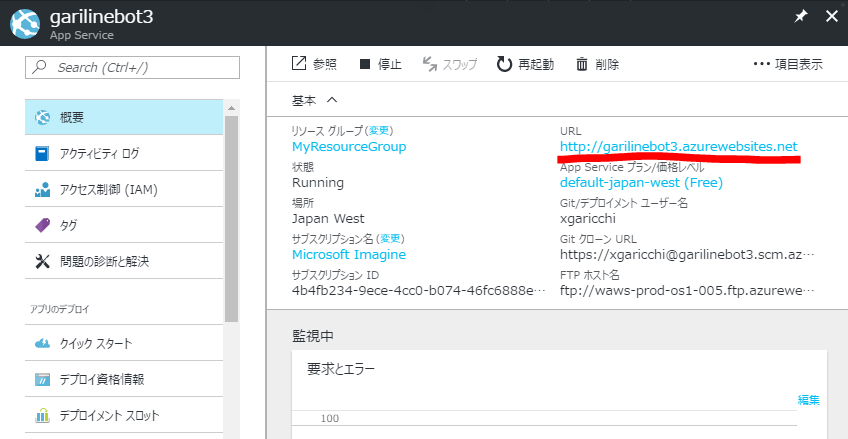 garilinebot3
App Service
Search (Ctrl+/)
概要
アクティビティ ログ
アクセス制御 (IAM)
タグ
問題の診断と解決
アプリのデプロイ
クイック スタート
デプロイ資格情報
デプロイメント スロット
参照 停止 スワップ 再起動 削除 ••• 項目表示
基本
リソース グループ (変更)
MyResourceGroup
状態
Running
場所
Japan West
サブスクリプション名 (変更)
Microsoft Imagine
サブスクリプション ID
4b4fb234-9ece-4cc0-b074-46fc6888e···
URL
http://garilinebot3.azurewebsites.net
App Service プラン/価格レベル
default-japan-west (Free)
Git/デプロイメント ユーザー名
xgaricchi
Git クローン URL
https://xgaricchi@garilinebot3.scm.az···
FTP ホスト名
ftp://waws-prod-os1-005.ftp.azurewe···
監視中
要求とエラー
編集
100